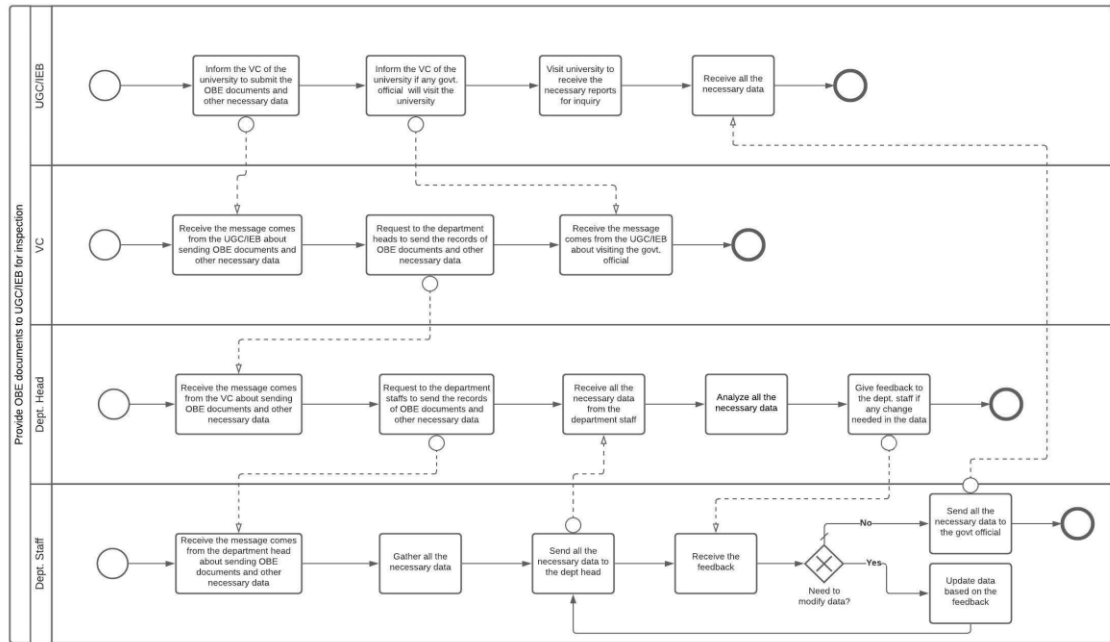 Provide OBE documents to UGC/IEB for inspection
UGC/IEB
Inform the VC of the
university to submit the
OBE documents and
other necessary data
Inform the VC of the
university if any govt.
official will visit the
university
Visit university to
receive the
necessary reports
for inquiry
Receive all the
necessary data
VC
Receive the message comes
from the UGC/IEB about
sending OBE documents and
other necessary data
Request to the department
heads to send the records of
OBE documents and other
necessary data
Receive the message
comes from the UGC/IEB
about visiting the govt.
official
Dept. Head
Receive the message comes
from the VC about sending
OBE documents and other
necessary data
Request to the department
staffs to send the records
of OBE documents and
other necessary data
Receive all the
necessary data
from the
department staff
Analyze all the
necessary data
Give feedback to
the dept. staff if
any change
needed in the data
Dept. Staff
Receive the message comes
from the department head
about sending OBE
documents and other
necessary data
Gather all the
necessary data
Send all the
necessary data to
the dept head
Receive the
feedback
Need to
modify data?
No
Send all the
necessary data to
the govt official
Yes
Update data
based on the
feedback